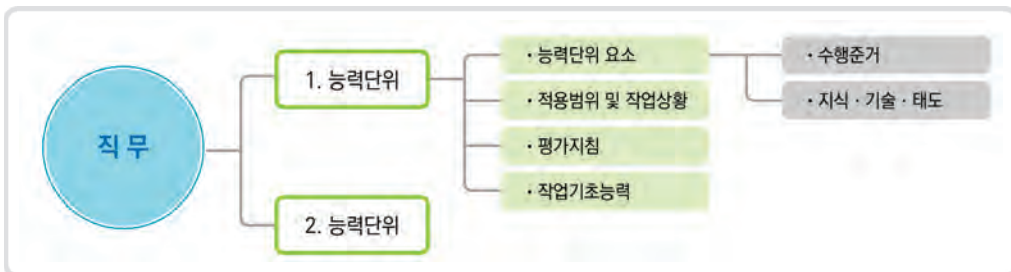 직 무
1. 능력단위
· 능력단위 요소
· 수행준거
· 지식 · 기술 · 태도
· 적용범위 및 작업상황
· 평가지침
· 작업기초능력
2. 능력단위